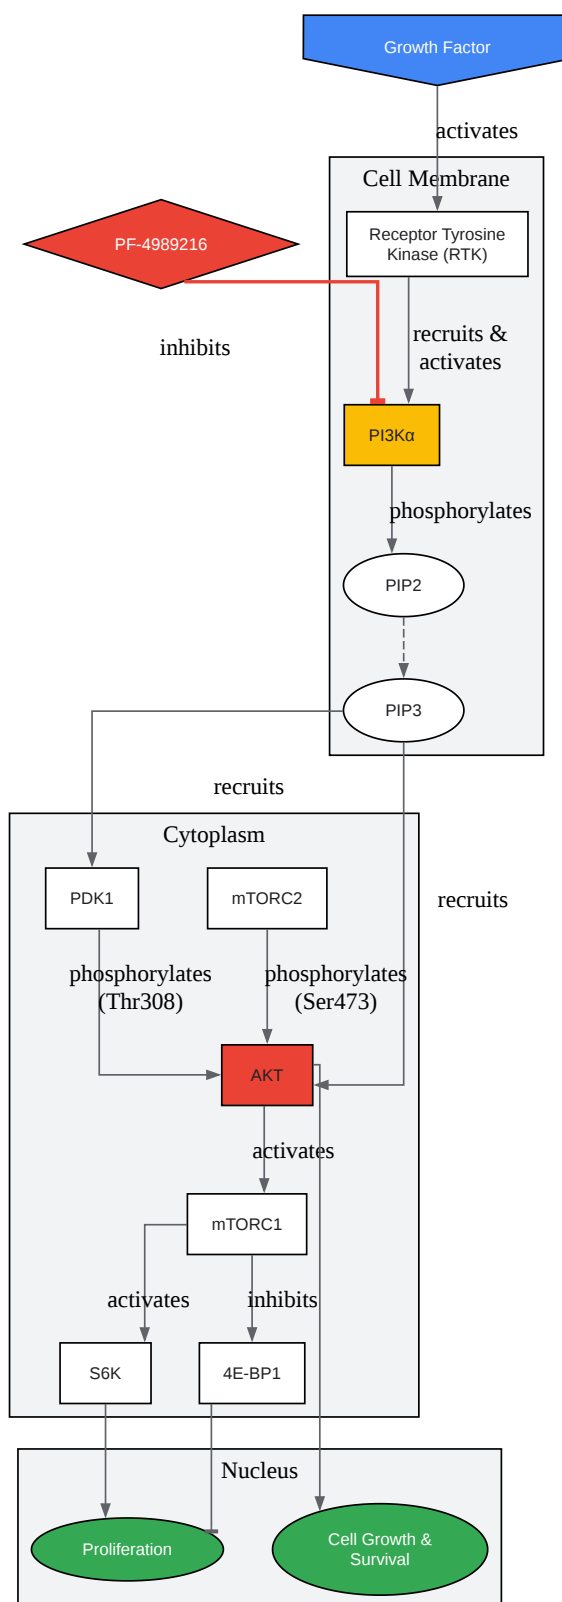 Growth Factor
activates
Cell Membrane
Receptor Tyrosine
Kinase (RTK)
PF-4989216
inhibits
recruits &
activates
PI3Kα
phosphorylates
PIP2
PIP3
recruits
Cytoplasm
PDK1
mTORC2
recruits
phosphorylates
(Thr308)
phosphorylates
(Ser473)
AKT
activates
mTORC1
activates
inhibits
S6K
4E-BP1
Nucleus
Proliferation
Cell Growth &
Survival